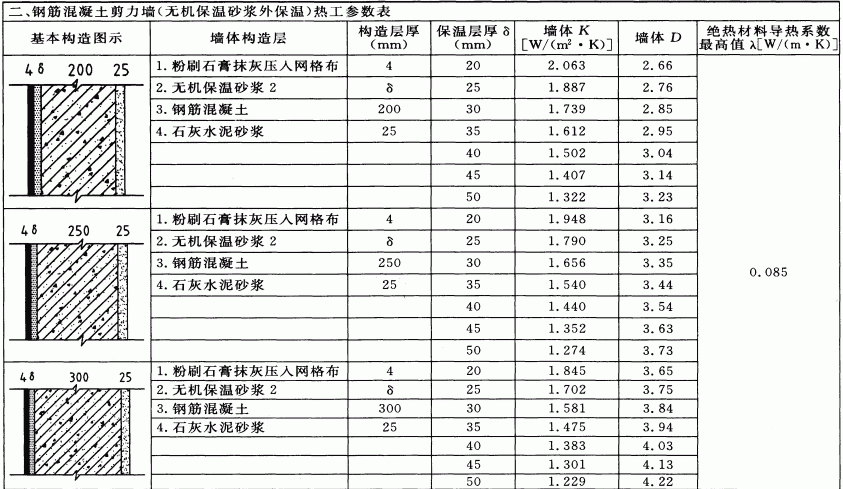 二、钢筋混凝土剪力墙(无机保温砂浆外保温)热工参数表
基本构造图示 墙体构造层 构造层厚(mm) 保温层厚 δ(mm) 墙体 K[W/(m²·K)] 墙体 D 绝热材料导热系数最高值 λ[W/(m·K)]
4 δ 200 25
1.粉刷石膏抹灰压入网格布 4 20 2.063 2.66
2.无机保温砂浆 2 δ 25 1.887 2.76
3.钢筋混凝土 200 30 1.739 2.85
4.石灰水泥砂浆 25 35 1.612 2.95
40 1.502 3.04
45 1.407 3.14
50 1.322 3.23
4 δ 250 25
1.粉刷石膏抹灰压入网格布 4 20 1.948 3.16
2.无机保温砂浆 2 δ 25 1.790 3.25
3.钢筋混凝土 250 30 1.656 3.35
0.085
4.石灰水泥砂浆 25 35 1.540 3.44
40 1.440 3.54
45 1.352 3.63
50 1.274 3.73
4 δ 300 25
1.粉刷石膏抹灰压入网格布 4 20 1.845 3.65
2.无机保温砂浆 2 δ 25 1.702 3.75
3.钢筋混凝土 300 30 1.581 3.84
4.石灰水泥砂浆 25 35 1.475 3.94
40 1.383 4.03
45 1.301 4.13
50 1.229 4.22